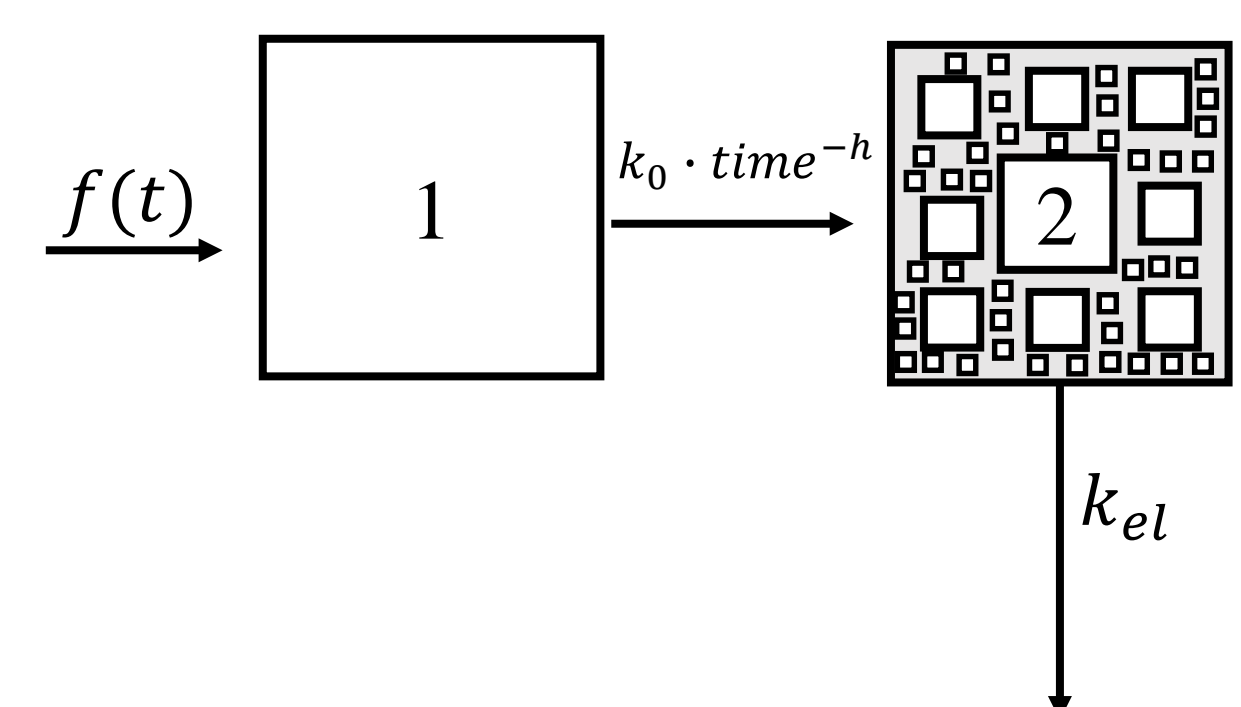 f(t)
1
k₀ · time⁻ʰ
2
kₑₗ